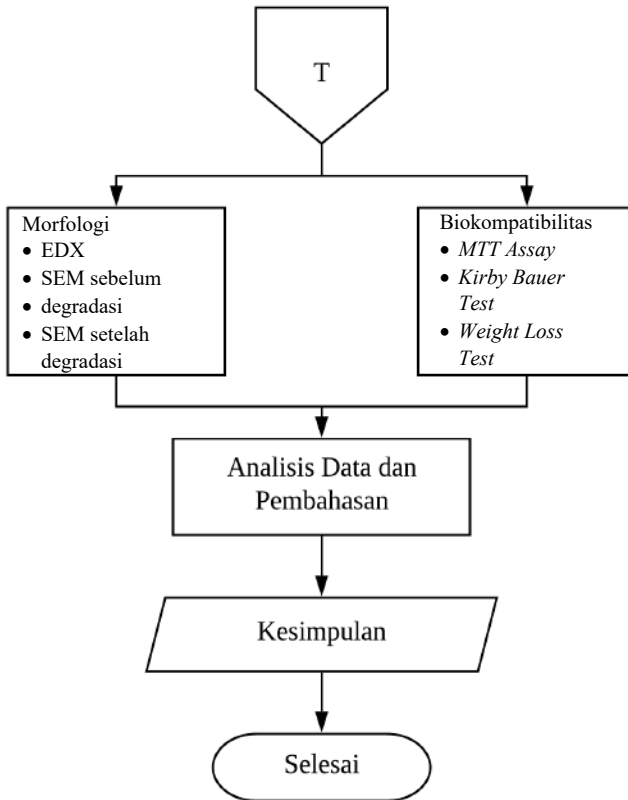 T
Morfologi
• EDX
• SEM sebelum
• degradasi
• SEM setelah
degradasi
Biokompatibilitas
• MTT Assay
• Kirby Bauer
Test
• Weight Loss
Test
Analisis Data dan
Pembahasan
Kesimpulan
Selesai